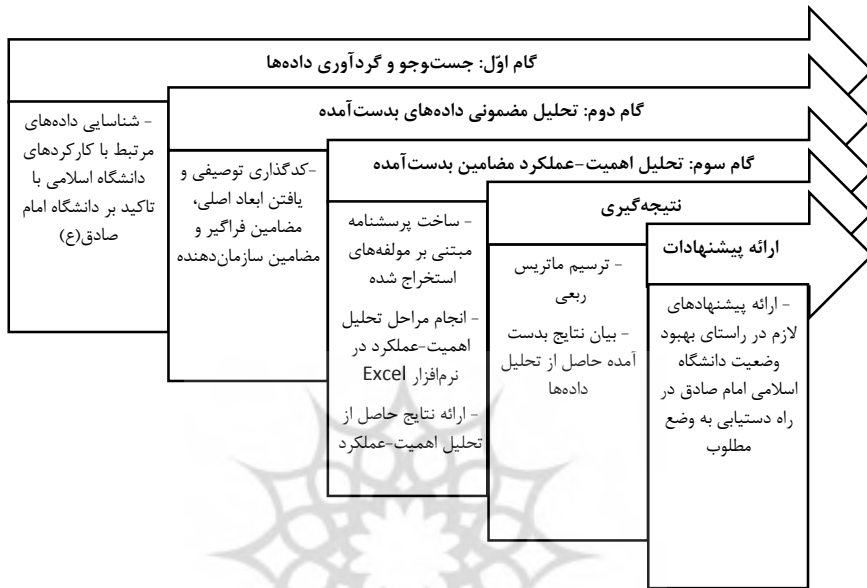 گام اوّل: جست‌وجو و گردآوری داده‌ها
- شناسایی داده‌های
مرتبط با کارکردهای
دانشگاه اسلامی با
تاکید بر دانشگاه امام
صادق(ع)
گام دوم: تحلیل مضمونی داده‌های بدست‌آمده
-کدگذاری توصیفی و
یافتن ابعاد اصلی،
مضامین فراگیر و
مضامین سازمان‌دهنده
گام سوم: تحلیل اهمیت-عملکرد مضامین بدست‌آمده
- ساخت پرسشنامه
مبتنی بر مولفه‌های
استخراج شده
- انجام مراحل تحلیل
اهمیت-عملکرد در
نرم‌افزار Excel
- ارائه نتایج حاصل از
تحلیل اهمیت-عملکرد
نتیجه‌گیری
- ترسیم ماتریس
ربعی
- بیان نتایج بدست
آمده حاصل از تحلیل
داده‌ها
ارائه پیشنهادات
- ارائه پیشنهادهای
لازم در راستای بهبود
وضعیت دانشگاه
اسلامی امام صادق در
راه دستیابی به وضع
مطلوب